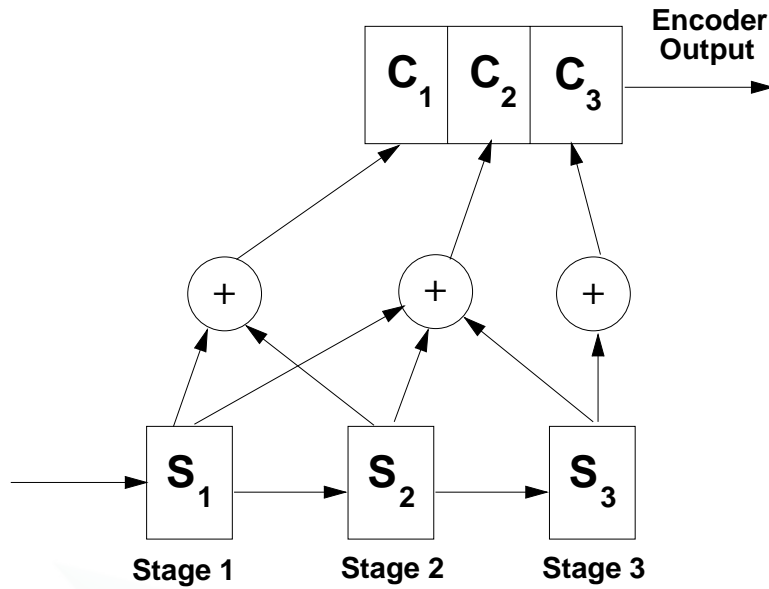 Encoder
Output
C1 C2 C3
+ + +
S1 S2 S3
Stage 1 Stage 2 Stage 3